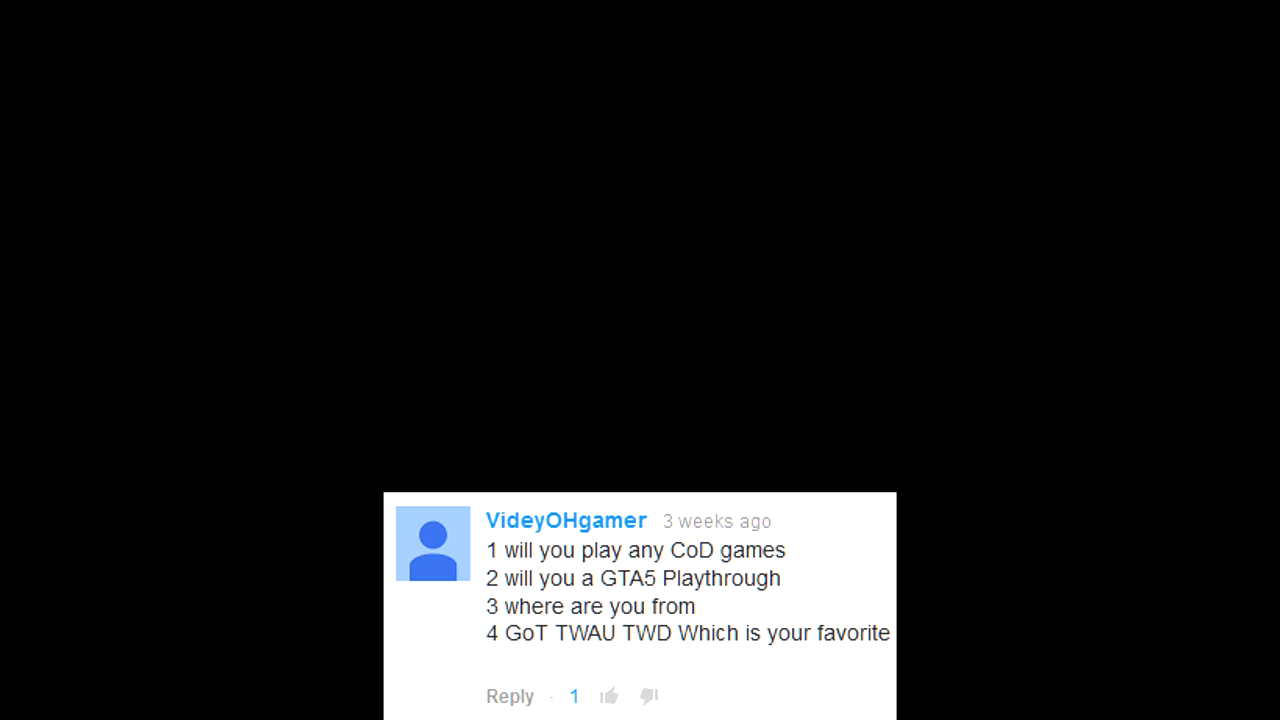 VideyOHgamer 3 weeks ago
1 will you play any CoD games
2 will you a GTA5 Playthrough
3 where are you from
4 GoT TWAU TWD Which is your favorite
Reply · 1